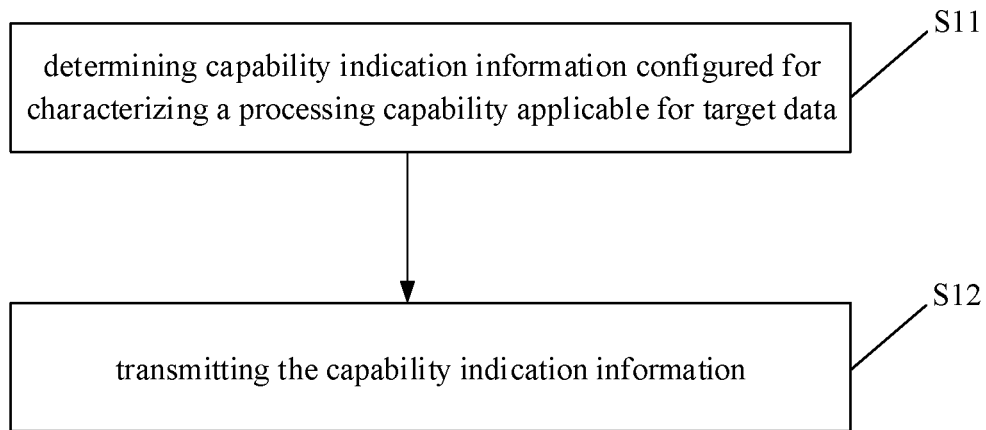 S11
determining capability indication information configured for
characterizing a processing capability applicable for target data
S12
transmitting the capability indication information